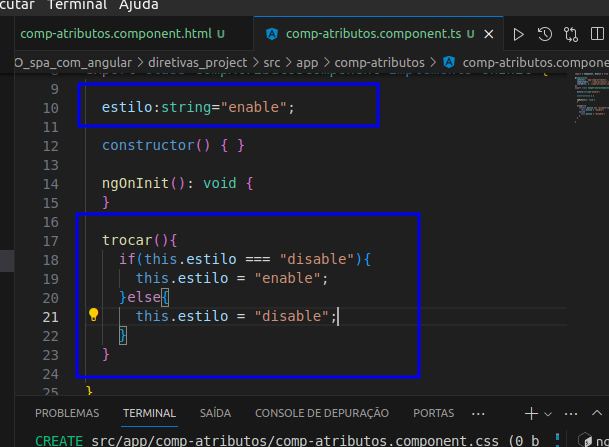 cutar Terminal Ajuda
comp-atributos.component.html U
comp-atributos.component.ts U
O_spa_com_angular > diretivas_project > src > app > comp-atributos > comp-atributos.compone
9
10 estilo:string="enable";
11
12 constructor() { }
13
14 ngOnInit(): void {
15 }
16
17 trocar(){
18 if(this.estilo === "disable"){
19 this.estilo = "enable";
20 }else{
21 this.estilo = "disable";
22 }
23 }
24
25 }
PROBLEMAS TERMINAL SAÍDA CONSOLE DE DEPURAÇÃO PORTAS ···
CREATE src/app/comp-atributos/comp-atributos.component.css (0 b